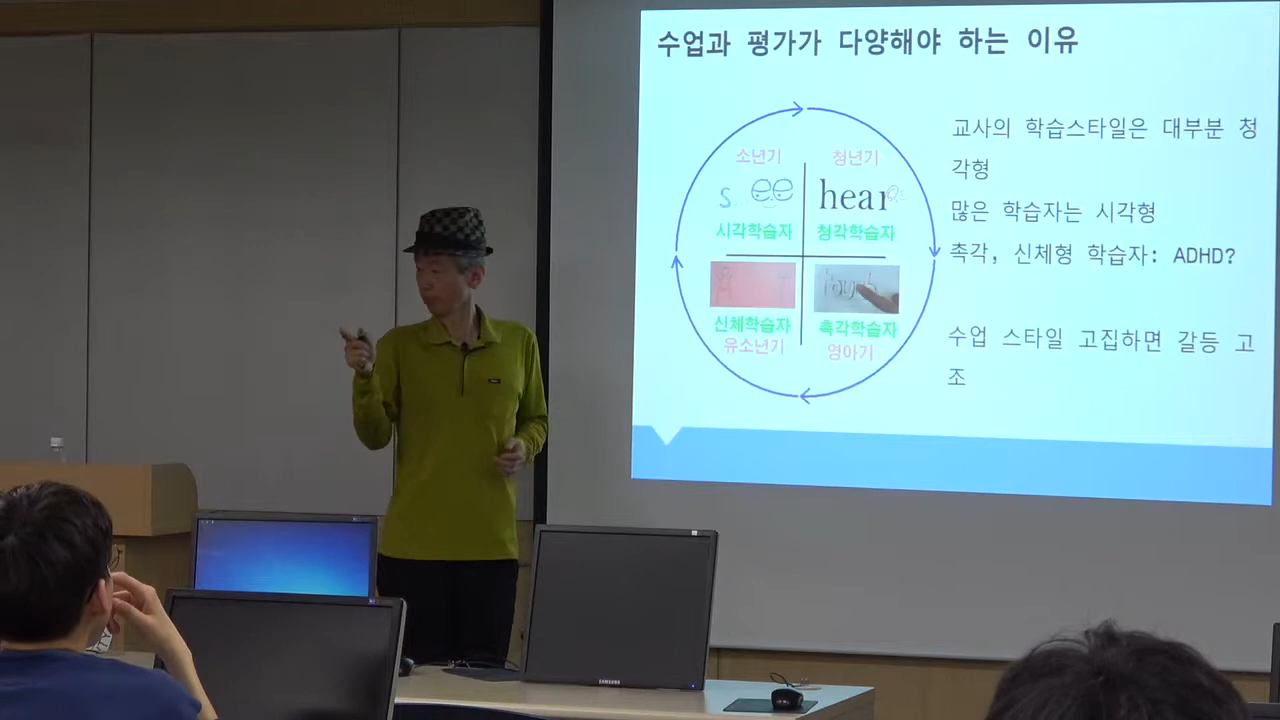 수업과 평가가 다양해야 하는 이유
소년기
청년기
s ee
hear
시각학습자
청각학습자
touch
신체학습자
촉각학습자
유소년기
영아기
교사의 학습스타일은 대부분 청
각형
많은 학습자는 시각형
촉각, 신체형 학습자: ADHD?
수업 스타일 고집하면 갈등 고
조
SAMSUNG